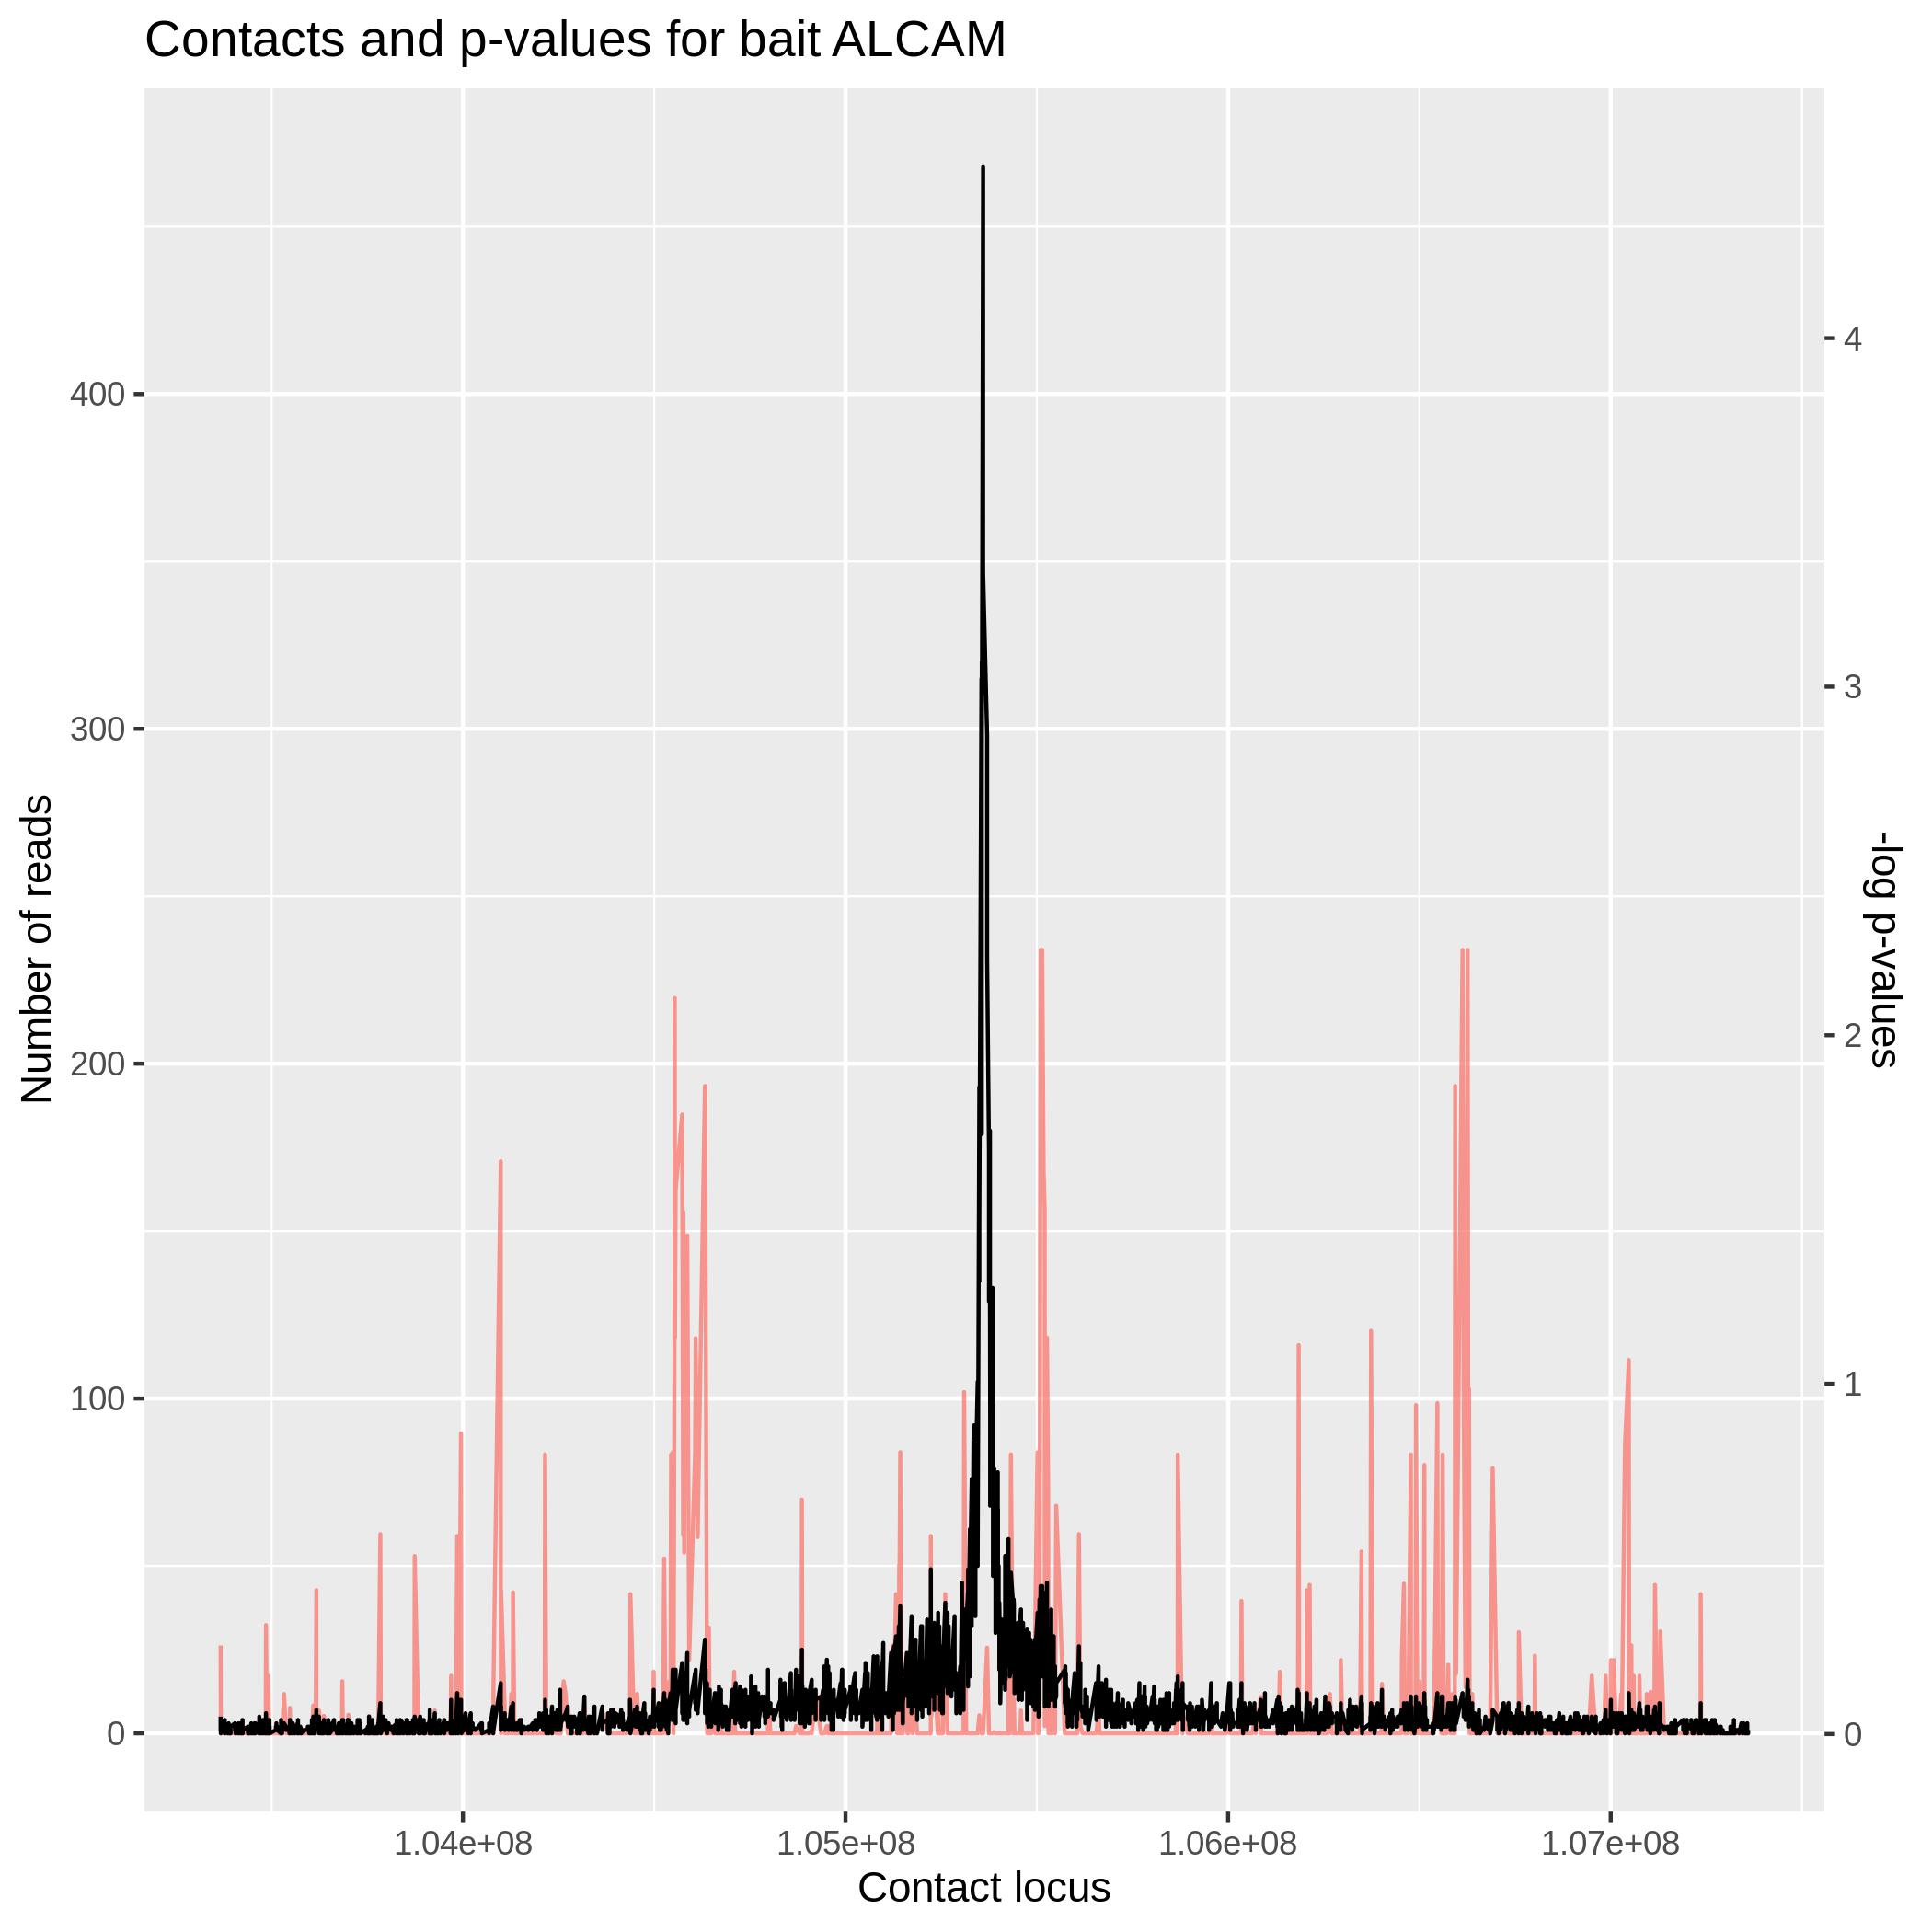 Contacts and p-values for bait ALCAM
Number of reads
400
300
200
100
0
4
3
2
1
0
-log p-values
1.04e+08
1.05e+08
1.06e+08
1.07e+08
Contact locus